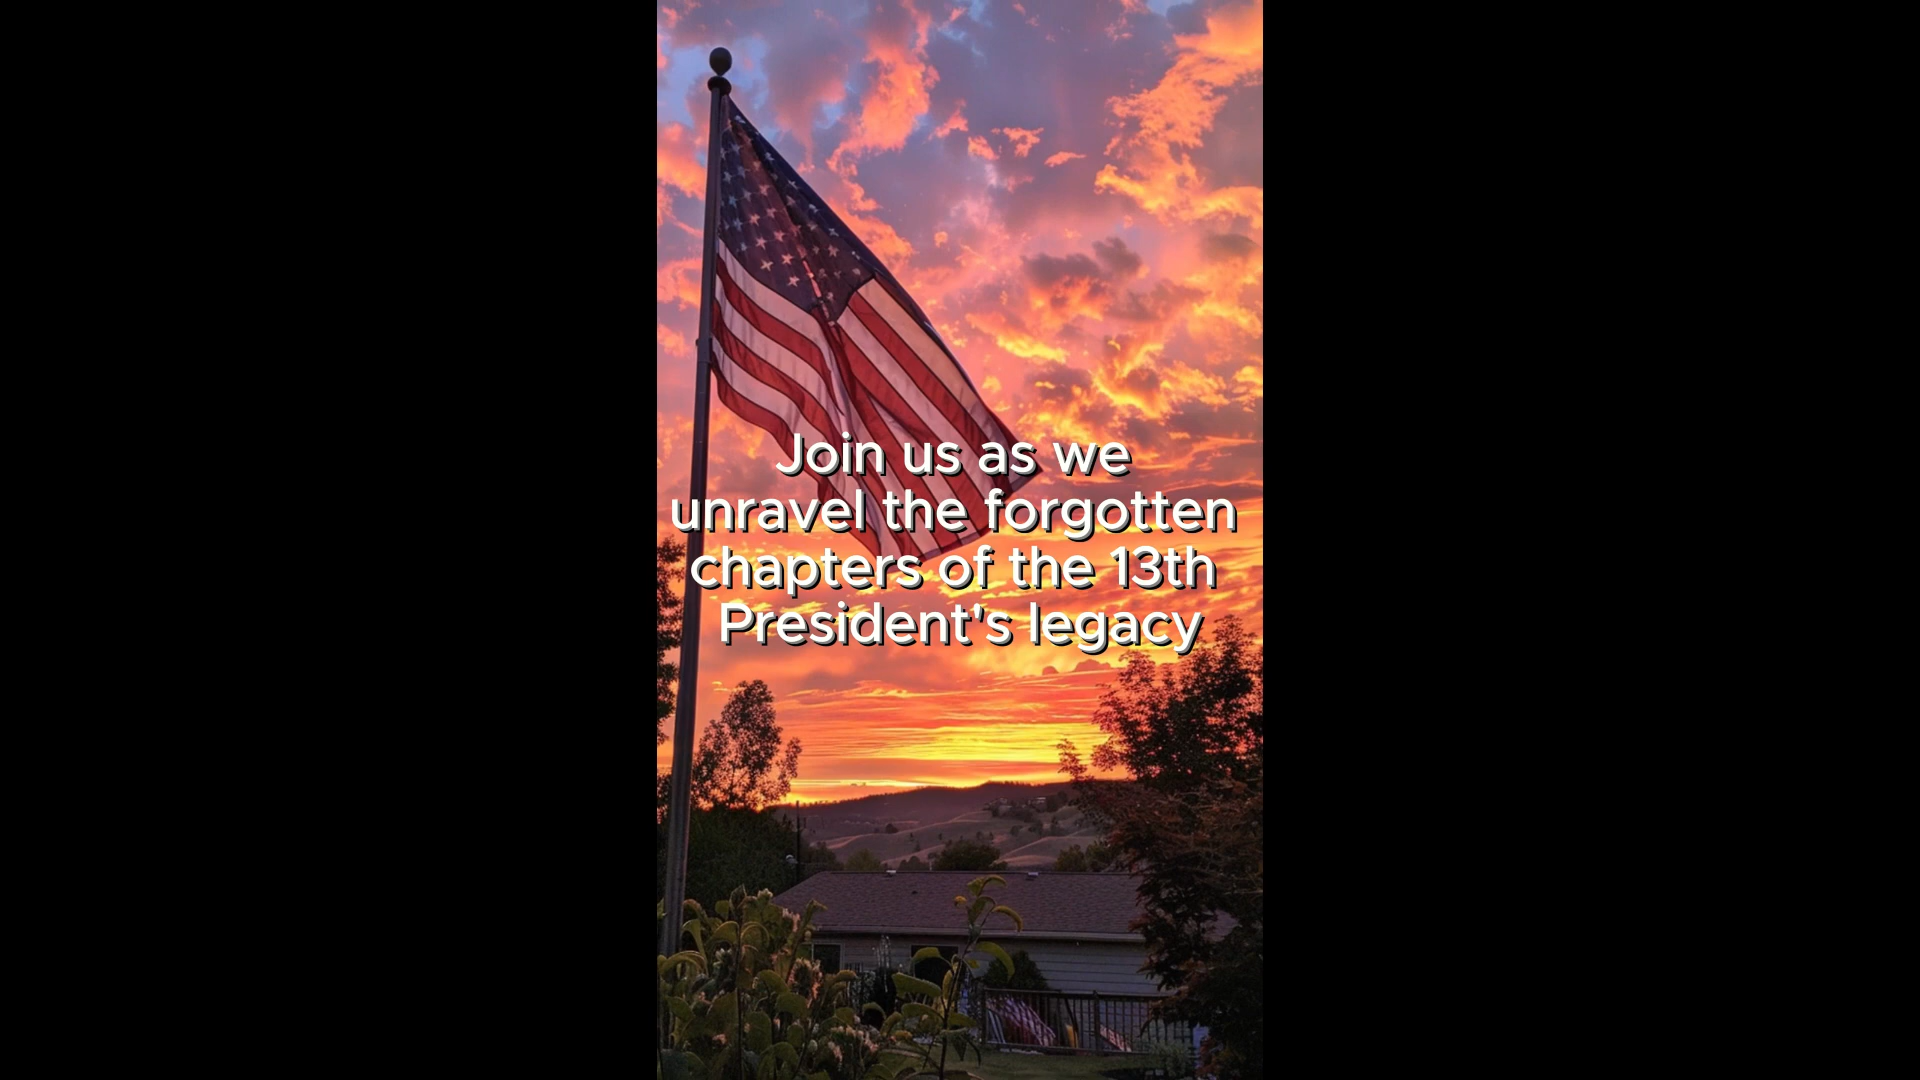 Join us as we
unravel the forgotten
chapters of the 13th
President's legacy